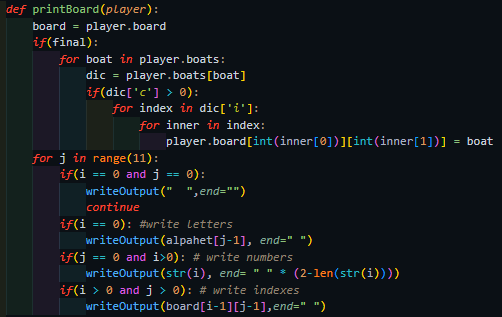 def printBoard(player):
    board = player.board
    if(final):
        for boat in player.boats:
            dic = player.boats[boat]
            if(dic['c'] > 0):
                for index in dic['i']:
                    for inner in index:
                        player.board[int(inner[0])][int(inner[1])] = boat
    for j in range(11):
        if(i == 0 and j == 0):
            writeOutput("  ",end="")
            continue
        if(i == 0): #write letters
            writeOutput(alpahet[j-1], end=" ")
        if(j == 0 and i>0): # write numbers
            writeOutput(str(i), end= " " * (2-len(str(i))))
        if(i > 0 and j > 0): # write indexes
            writeOutput(board[i-1][j-1],end=" ")